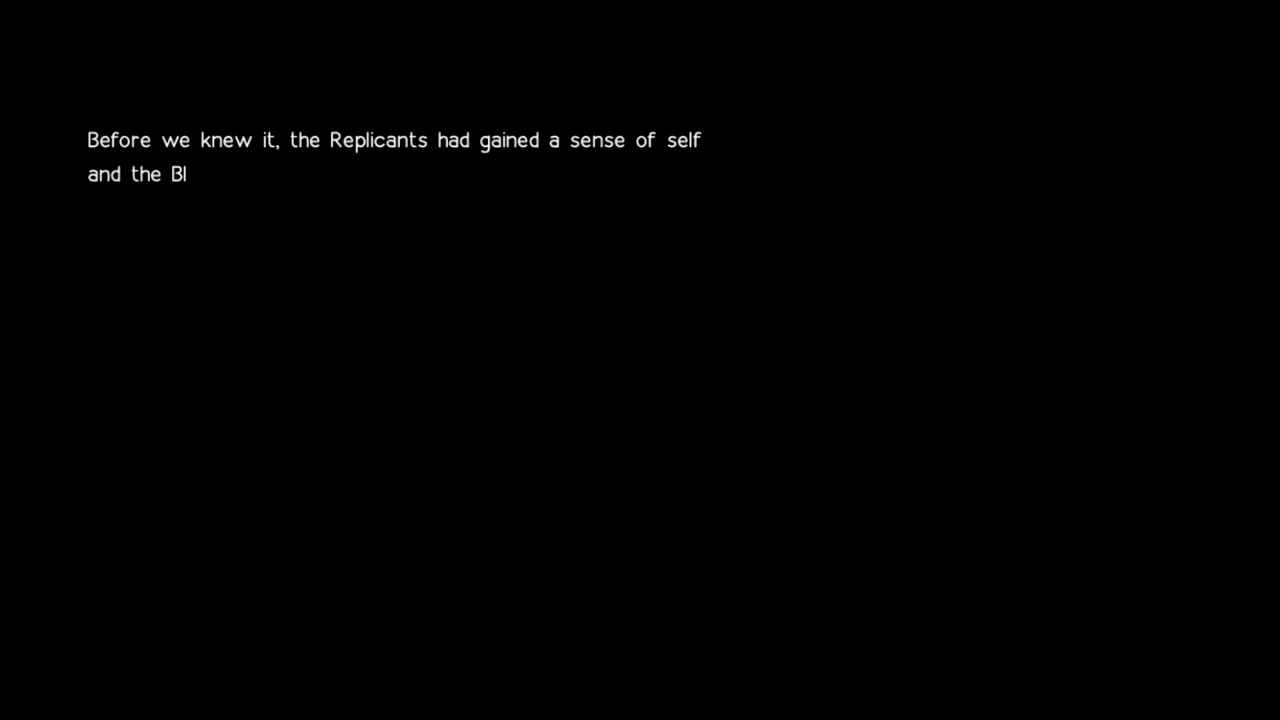 Before we knew it, the Replicants had gained a sense of self
and the Bl